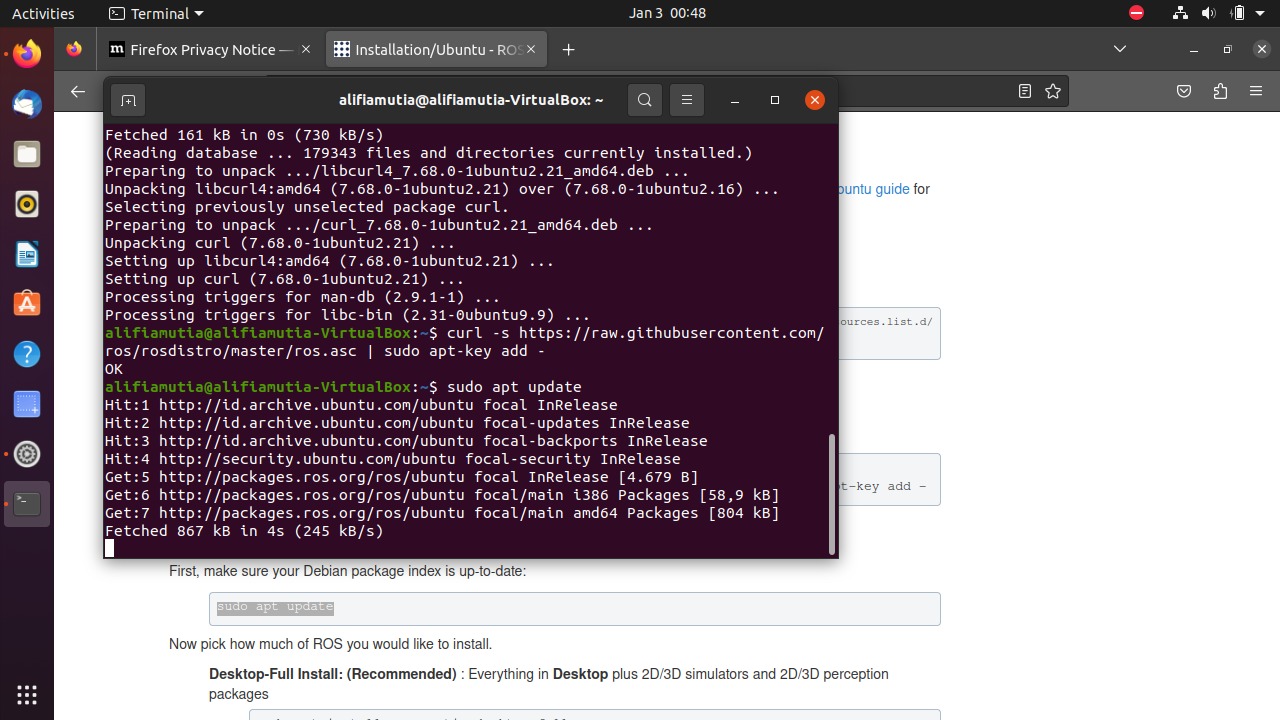 Activities
Terminal
Jan 3 00:48
Firefox Privacy Notice —
Installation/Ubuntu - ROS
alifiamutia@alifiamutia-VirtualBox: ~
Fetched 161 kB in 0s (730 kB/s)
(Reading database ... 179343 files and directories currently installed.)
Preparing to unpack .../libcurl4_7.68.0-1ubuntu2.21_amd64.deb ...
Unpacking libcurl4:amd64 (7.68.0-1ubuntu2.21) over (7.68.0-1ubuntu2.16) ...
Selecting previously unselected package curl.
Preparing to unpack .../curl_7.68.0-1ubuntu2.21_amd64.deb ...
Unpacking curl (7.68.0-1ubuntu2.21) ...
Setting up libcurl4:amd64 (7.68.0-1ubuntu2.21) ...
Setting up curl (7.68.0-1ubuntu2.21) ...
Processing triggers for man-db (2.9.1-1) ...
Processing triggers for libc-bin (2.31-0ubuntu9.9) ...
alifiamutia@alifiamutia-VirtualBox:~$ curl -s https://raw.githubusercontent.com/
ros/rosdistro/master/ros.asc | sudo apt-key add -
OK
alifiamutia@alifiamutia-VirtualBox:~$ sudo apt update
Hit:1 http://id.archive.ubuntu.com/ubuntu focal InRelease
Hit:2 http://id.archive.ubuntu.com/ubuntu focal-updates InRelease
Hit:3 http://id.archive.ubuntu.com/ubuntu focal-backports InRelease
Hit:4 http://security.ubuntu.com/ubuntu focal-security InRelease
Get:5 http://packages.ros.org/ros/ubuntu focal InRelease [4.679 B]
Get:6 http://packages.ros.org/ros/ubuntu focal/main i386 Packages [58,9 kB]
Get:7 http://packages.ros.org/ros/ubuntu focal/main amd64 Packages [804 kB]
Fetched 867 kB in 4s (245 kB/s)
buntu guide for
ources.list.d/
pt-key add -
First, make sure your Debian package index is up-to-date:
sudo apt update
Now pick how much of ROS you would like to install.
Desktop-Full Install: (Recommended) : Everything in Desktop plus 2D/3D simulators and 2D/3D perception
packages